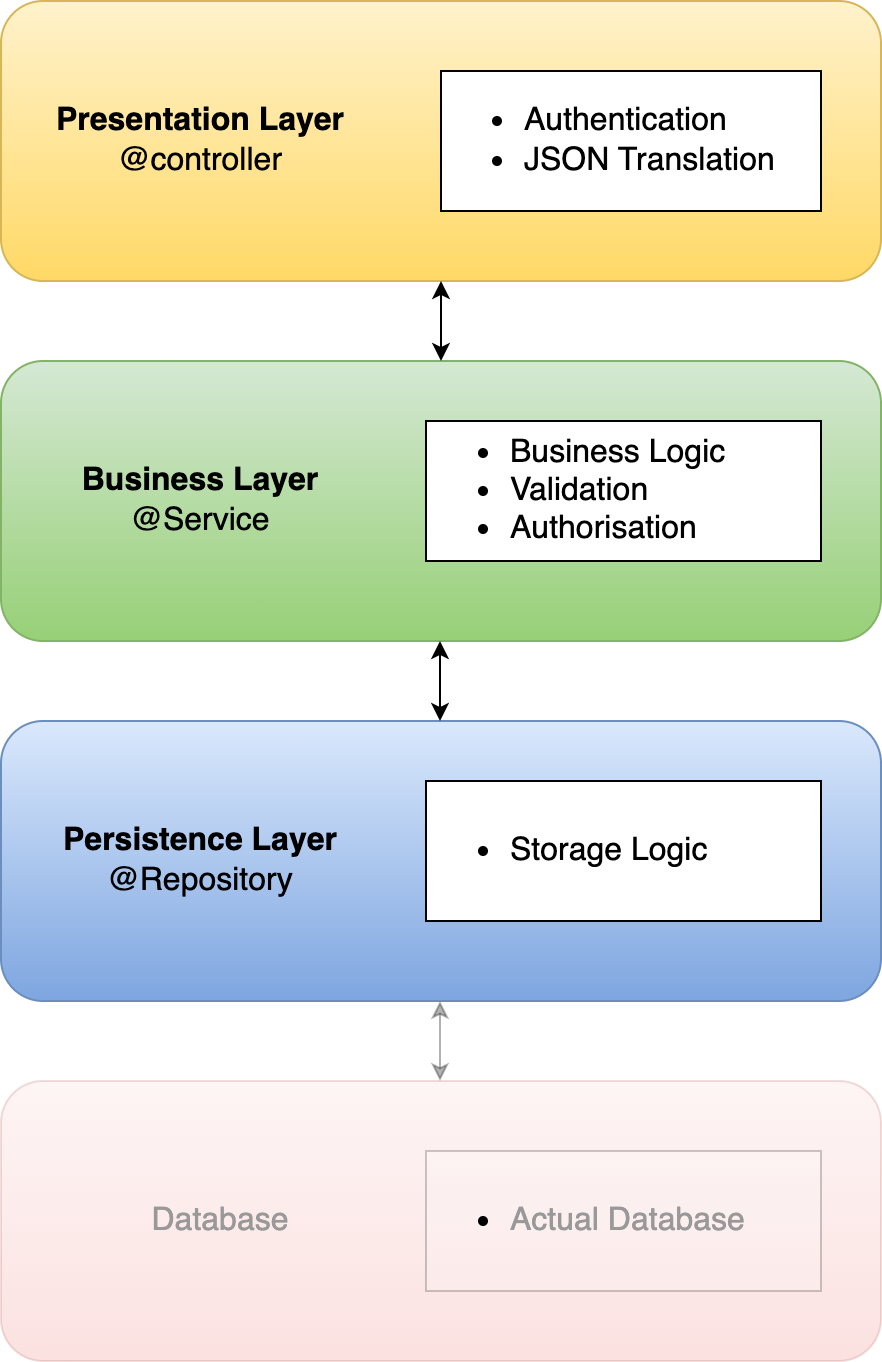 Presentation Layer
@controller
• Authentication
• JSON Translation
Business Layer
@Service
• Business Logic
• Validation
• Authorisation
Persistence Layer
@Repository
• Storage Logic
Database
• Actual Database